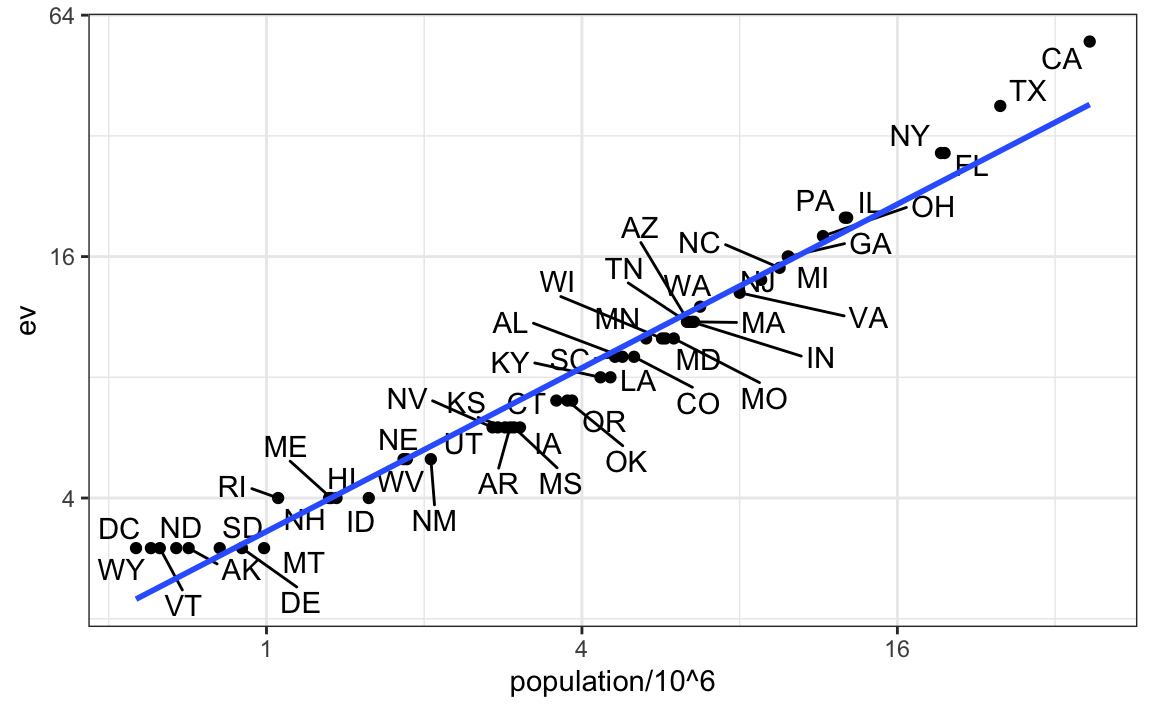 64
CA
TX
NY
FL
PA
IL
OH
AZ
NC
GA
16
TN
WI
WA
NJ
MI
AL
MN
MA
VA
KY
SC
MD
IN
LA
NV
KS
CT
CO
MO
OR
ME
NE
UT
IA
OK
RI
HI
WV
AR
MS
4
NH
ID
NM
DC
ND
SD
WY
AK
MT
VT
DE
1
4
16
ev
population/10^6